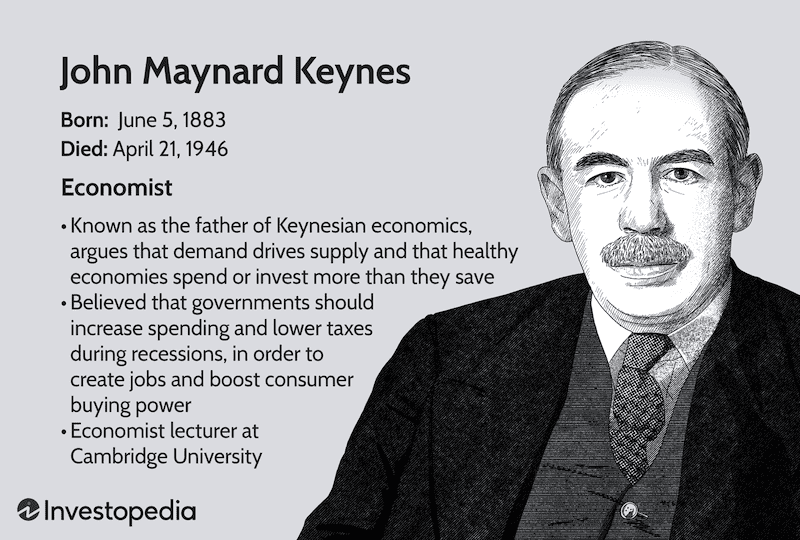 John Maynard Keynes
Born: June 5, 1883
Died: April 21, 1946
Economist
• Known as the father of Keynesian economics,
argues that demand drives supply and that healthy
economies spend or invest more than they save
• Believed that governments should
increase spending and lower taxes
during recessions, in order to
create jobs and boost consumer
buying power
• Economist lecturer at
Cambridge University
Investopedia